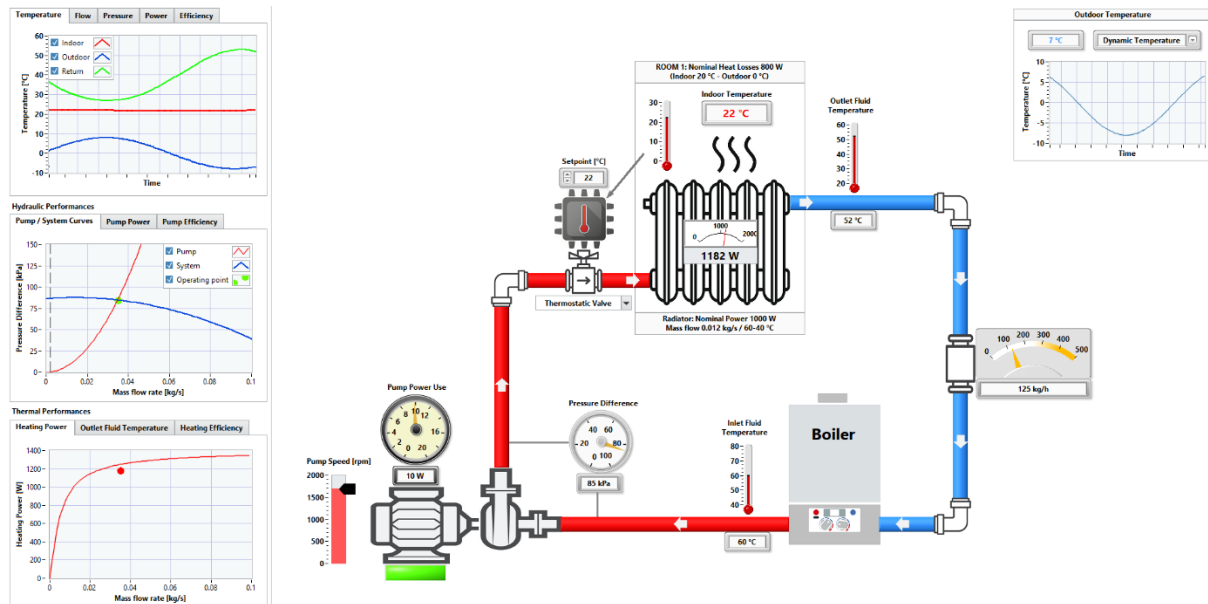 Temperature Flow Pressure Power Efficiency
Indoor
Outdoor
Return
Temperature [°C]
60
50
40
30
20
10
0
-10
Time
Hydraulic Performances
Pump / System Curves Pump Power Pump Efficiency
Pump
System
Operating point
Pressure Difference [kPa]
150
125
100
75
50
25
0
0 0.02 0.04 0.06 0.08 0.1
Mass flow rate [kg/s]
Thermal Performances
Heating Power Outlet Fluid Temperature Heating Efficiency
Heating Power [W]
1400
1200
1000
800
600
400
200
0
0 0.02 0.04 0.06 0.08 0.1
Mass flow rate [kg/s]
Pump Speed [rpm]
2000
1500
1000
500
0
Pump Power Use
0 2 4 6 8 10 12 16 20
10 W
Setpoint [°C]
22
Thermostatic Valve
ROOM 1: Nominal Heat Losses 800 W
(Indoor 20 °C - Outdoor 0 °C)
Indoor Temperature
22 °C
30
20
10
0
0 1000 2000
1182 W
Radiator: Nominal Power 1000 W
Mass flow 0.012 kg/s / 60-40 °C
Pressure Difference
0 20 40 60 80 100
85 kPa
Inlet Fluid
Temperature
80
70
60
50
40
60 °C
Boiler
Outlet Fluid
Temperature
60
50
40
30
20
52 °C
0 100 200 300 400 500
125 kg/h
Outdoor Temperature
7 °C Dynamic Temperature
Temperature [°C]
10
5
0
-5
-10
Time